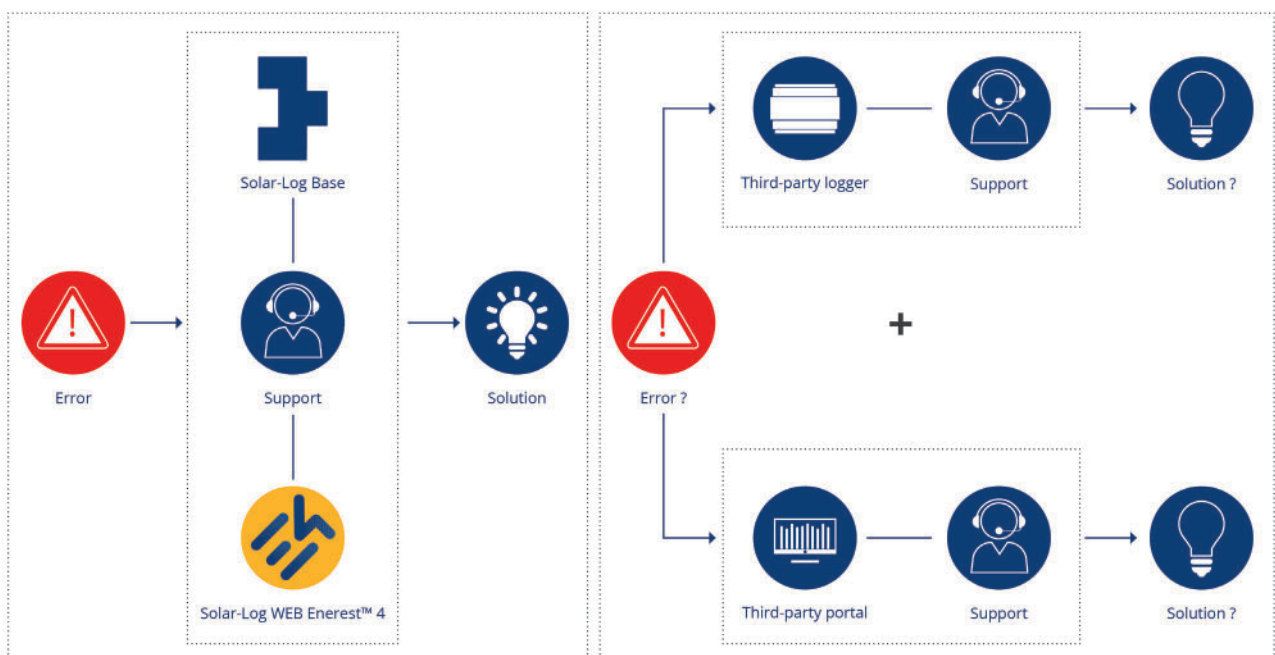 Solar-Log Base
Error
Support
Solution
Solar-Log WEB Enerest™ 4
Third-party logger
Support
Solution ?
Error ?
+
Third-party portal
Support
Solution ?